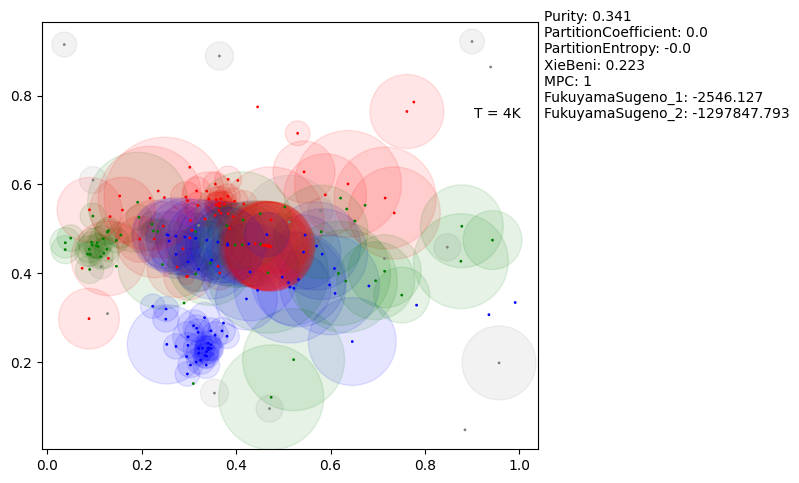 Purity: 0.341
PartitionCoefficient: 0.0
PartitionEntropy: -0.0
XieBeni: 0.223
MPC: 1
FukuyamaSugeno_1: -2546.127
FukuyamaSugeno_2: -1297847.793
T = 4K
0.8
0.6
0.4
0.2
0.0 0.2 0.4 0.6 0.8 1.0